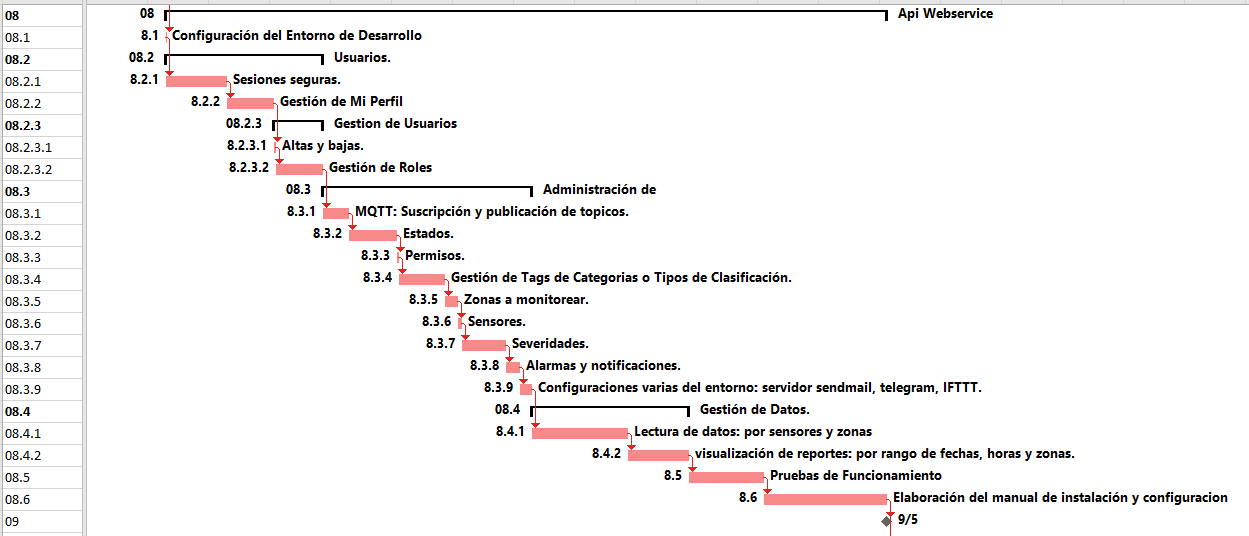 08 08 Api Webservice
08.1 8.1 Configuración del Entorno de Desarrollo
08.2 08.2 Usuarios.
08.2.1 8.2.1 Sesiones seguras.
08.2.2 8.2.2 Gestión de Mi Perfil
08.2.3 08.2.3 Gestion de Usuarios
08.2.3.1 8.2.3.1 Altas y bajas.
08.2.3.2 8.2.3.2 Gestión de Roles
08.3 08.3 Administración de
08.3.1 8.3.1 MQTT: Suscripción y publicación de topicos.
08.3.2 8.3.2 Estados.
08.3.3 8.3.3 Permisos.
08.3.4 8.3.4 Gestión de Tags de Categorias o Tipos de Clasificación.
08.3.5 8.3.5 Zonas a monitorear.
08.3.6 8.3.6 Sensores.
08.3.7 8.3.7 Severidades.
08.3.8 8.3.8 Alarmas y notificaciones.
08.3.9 8.3.9 Configuraciones varias del entorno: servidor sendmail, telegram, IFTTT.
08.4 08.4 Gestión de Datos.
08.4.1 8.4.1 Lectura de datos: por sensores y zonas
08.4.2 8.4.2 visualización de reportes: por rango de fechas, horas y zonas.
08.5 8.5 Pruebas de Funcionamiento
08.6 8.6 Elaboración del manual de instalación y configuracion
09 9/5